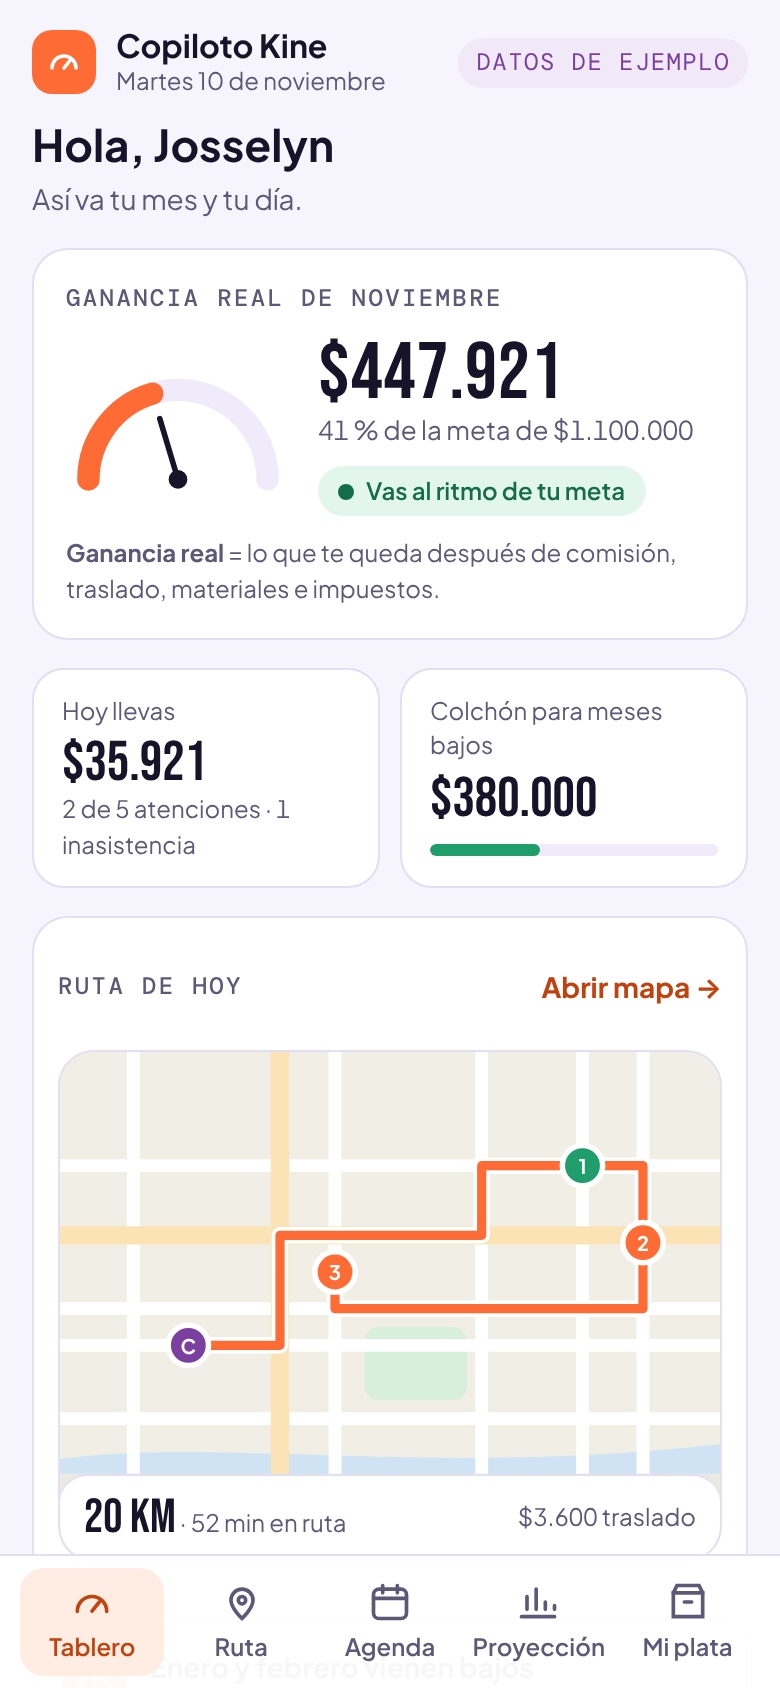 Copiloto Kine
Martes 10 de noviembre
DATOS DE EJEMPLO
Hola, Josselyn
Así va tu mes y tu día.
GANANCIA REAL DE NOVIEMBRE
$447.921
41 % de la meta de $1.100.000
Vas al ritmo de tu meta
Ganancia real = lo que te queda después de comisión,
traslado, materiales e impuestos.
Hoy llevas
$35.921
2 de 5 atenciones · 1
inasistencia
Colchón para meses
bajos
$380.000
RUTA DE HOY
Abrir mapa →
1
2
3
C
20 KM · 52 min en ruta
$3.600 traslado
Tablero
Ruta
Agenda
Proyección
Mi plata
Enero y febrero vienen bajos